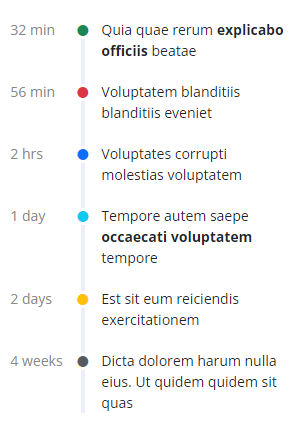 32 min Quia quae rerum explicabo
officiis beatae
56 min Voluptatem blanditiis
blanditiis eveniet
2 hrs Voluptates corrupti
molestias voluptatem
1 day Tempore autem saepe
occaecati voluptatem
tempore
2 days Est sit eum reiciendis
exercitationem
4 weeks Dicta dolorem harum nulla
eius. Ut quidem quidem sit
quas